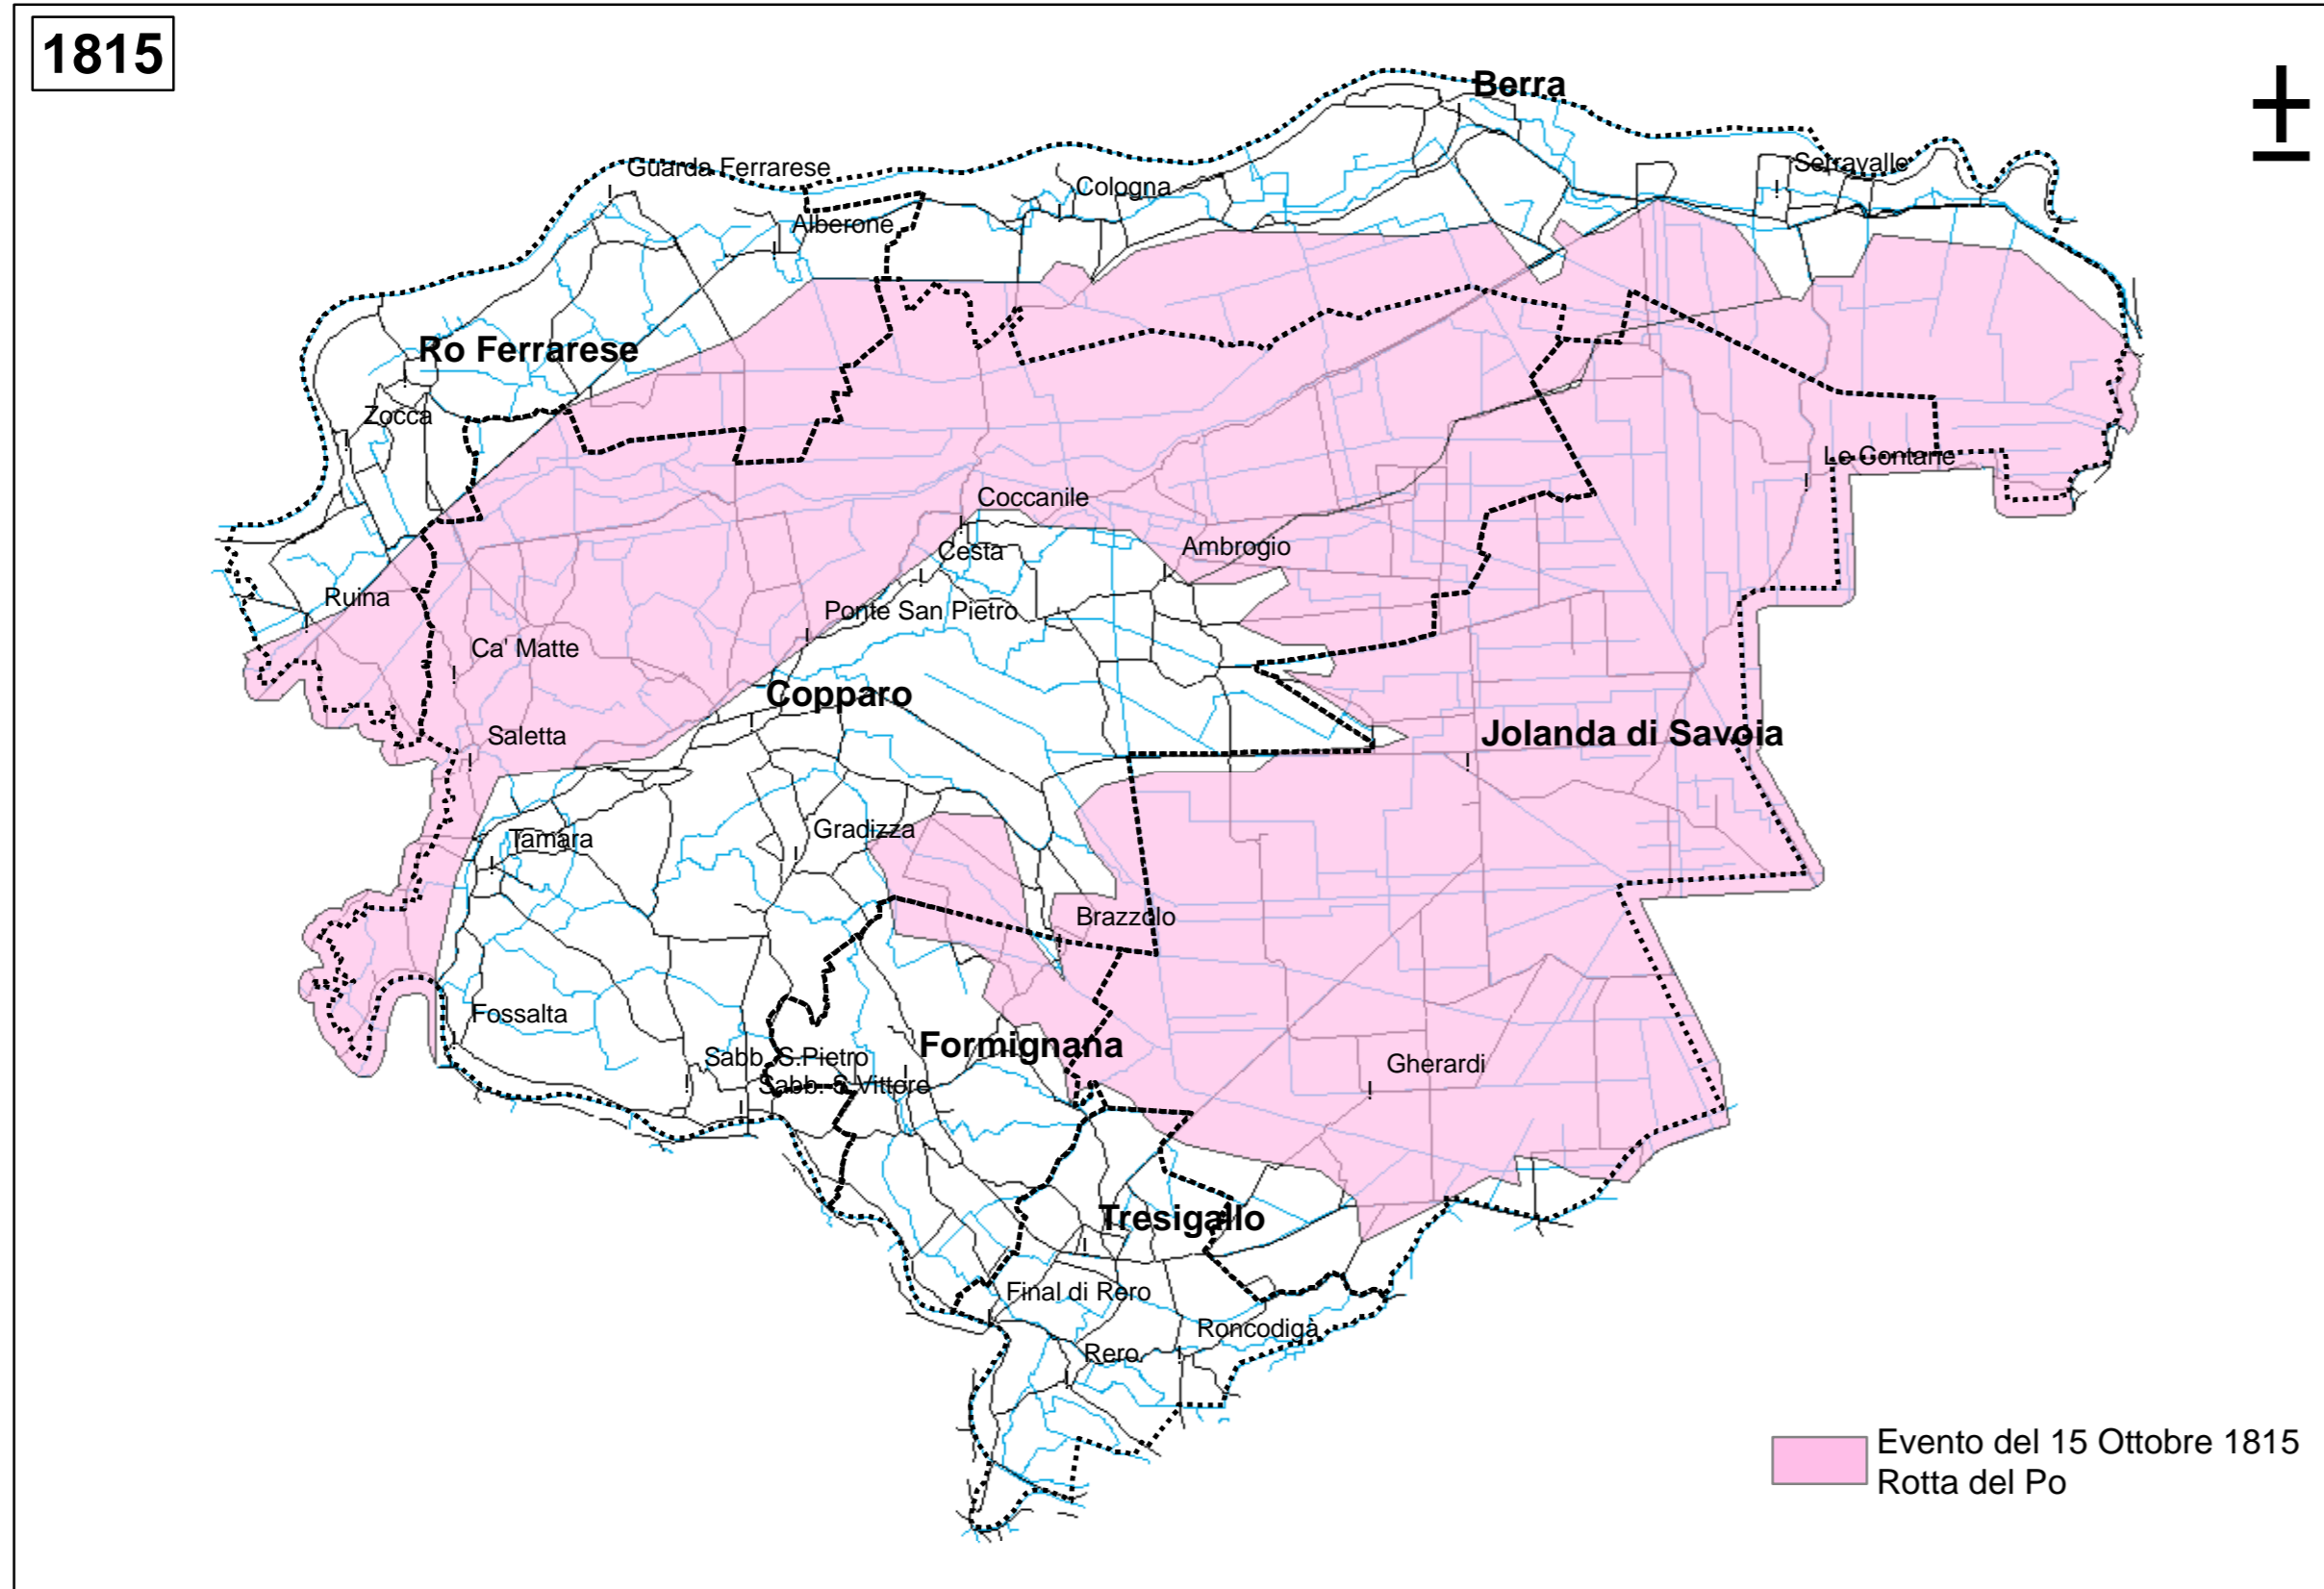 1815
Berra
Guarda Ferrarese
Serravalle
Cologna
Alberone
Ro Ferrarese
Zocca
Le Contane
Coccanile
Cesta
Ambrogio
Ruina
Ponte San Pietro
Ca' Matte
Copparo
Saletta
Jolanda di Savoia
Gradizza
Tamara
Brazzolo
Fossalta
Formignana
Sabb. S.Pietro
Gherardi
Sabb. S.Vittore
Tresigallo
Final di Rero
Roncodigà
Rero
Evento del 15 Ottobre 1815
Rotta del Po